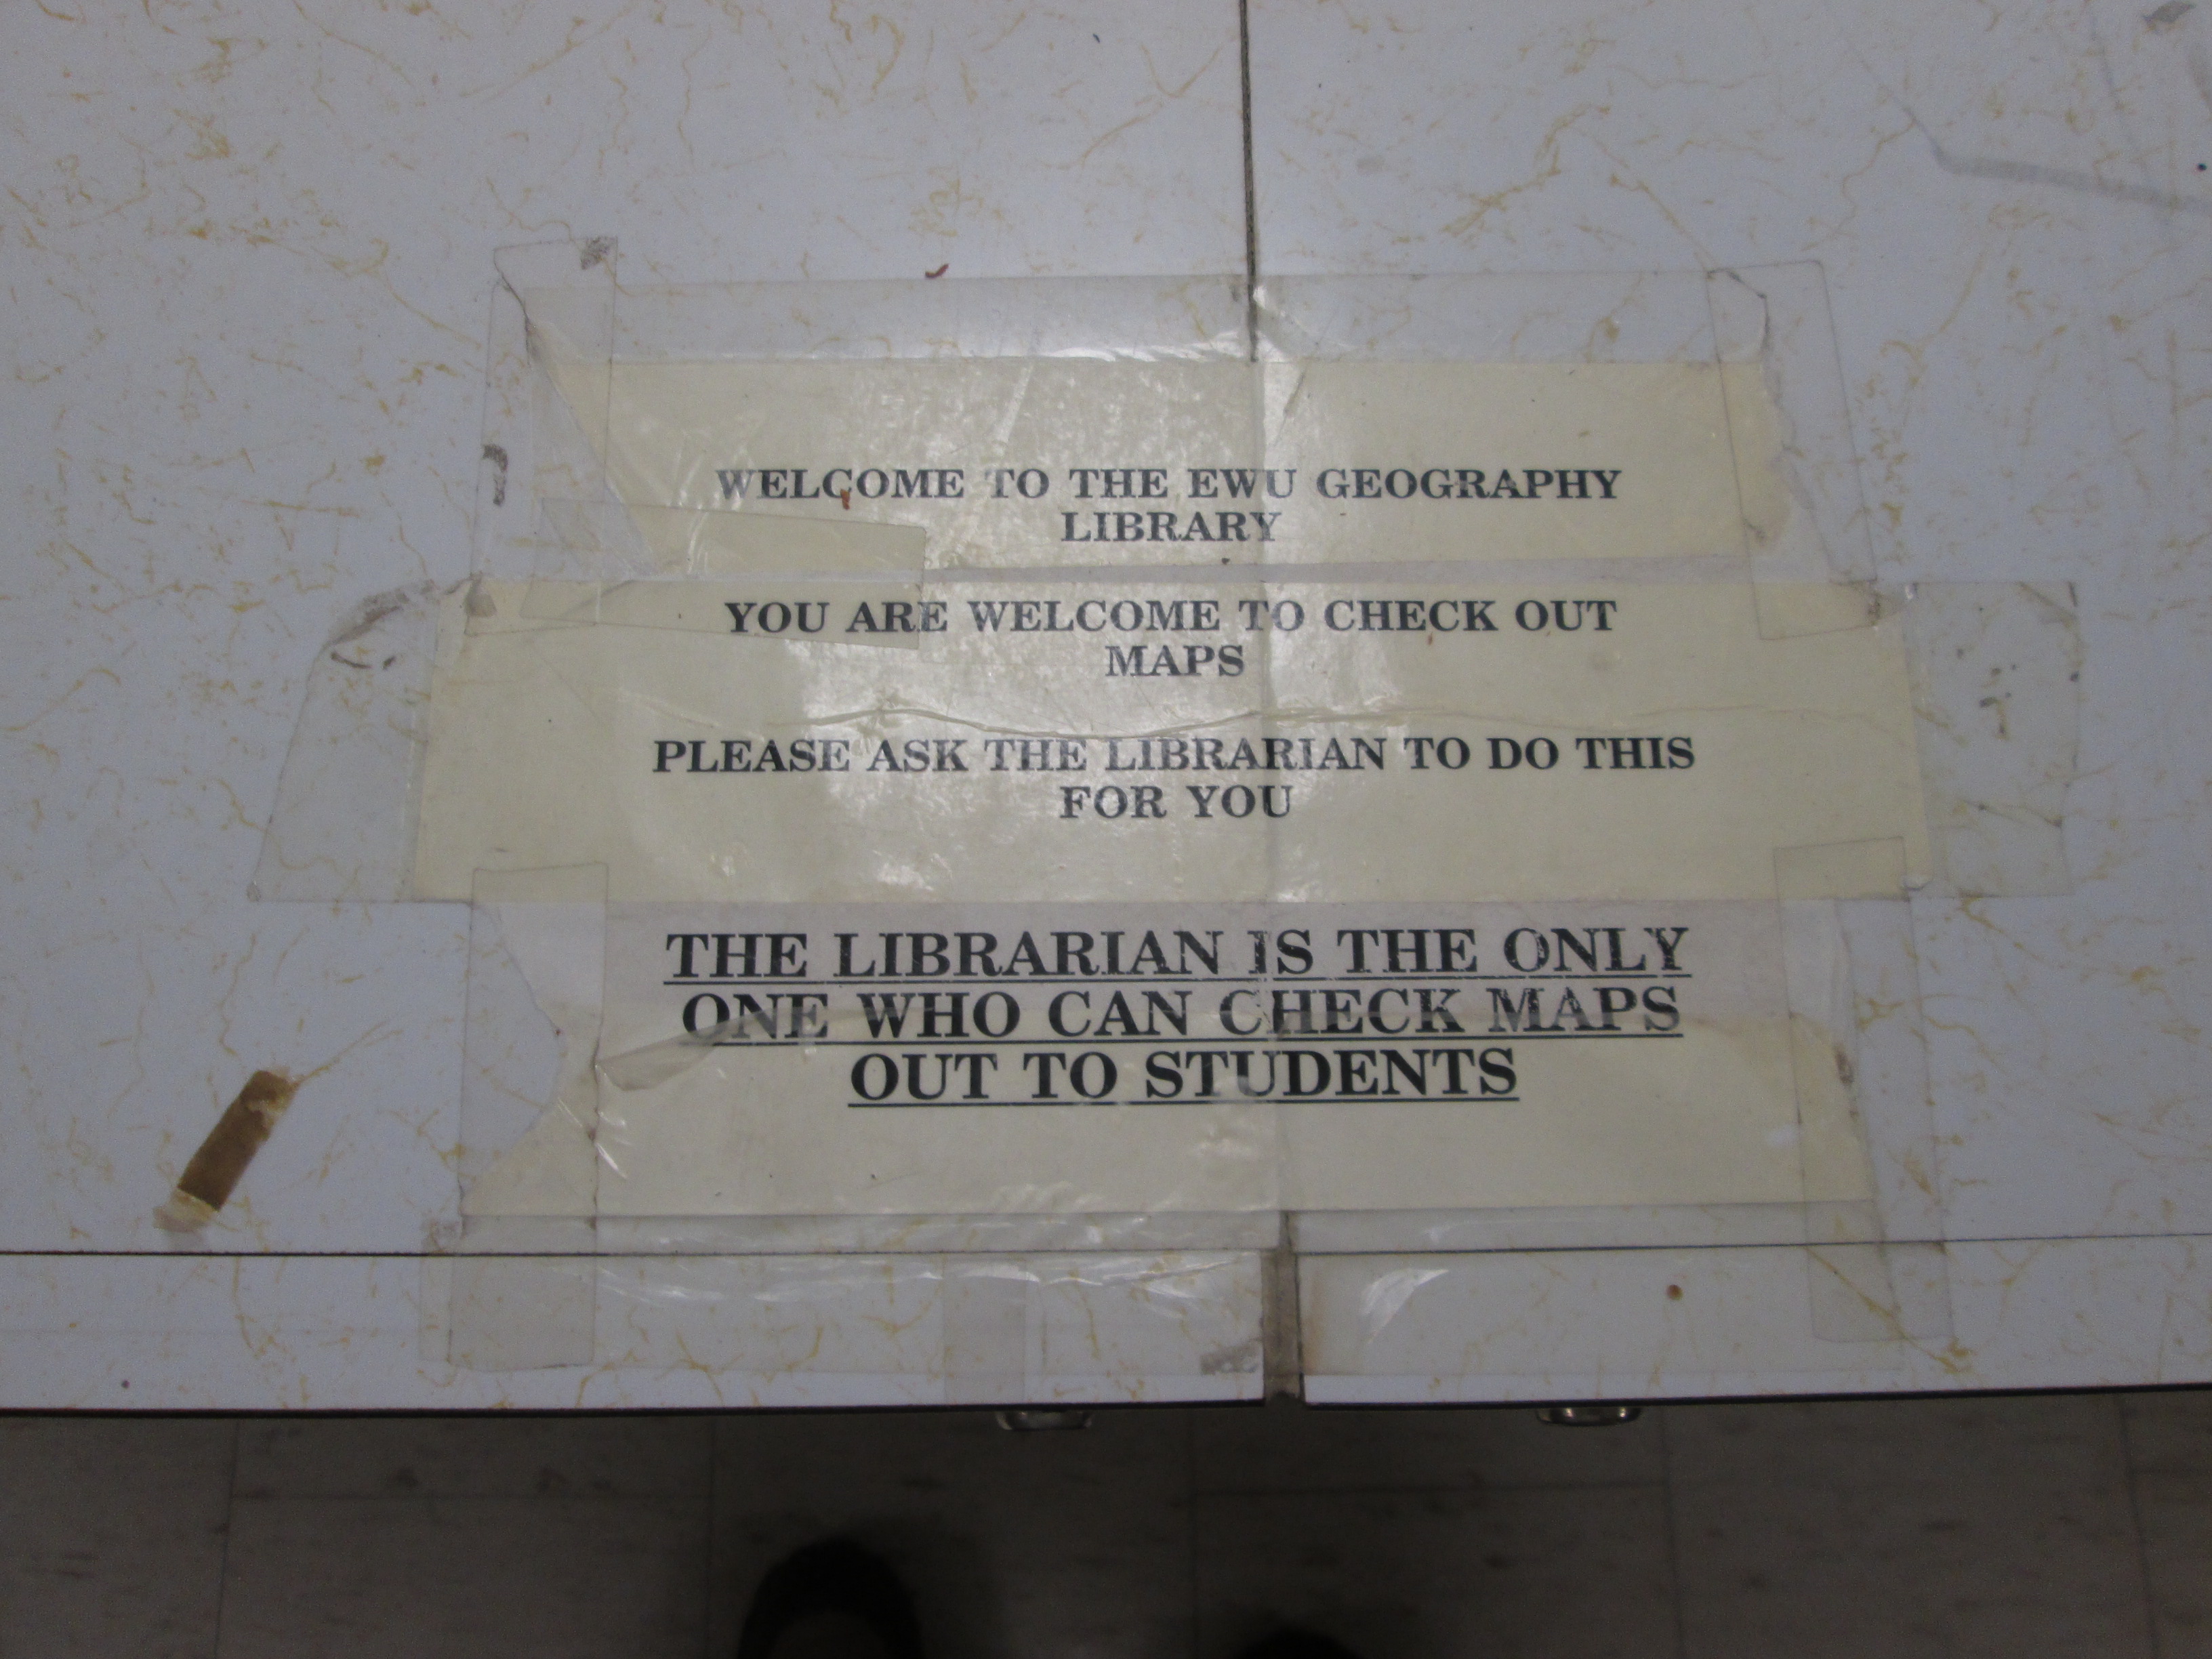 WELCOME TO THE EWU GEOGRAPHY
LIBRARY
YOU ARE WELCOME TO CHECK OUT
MAPS
PLEASE ASK THE LIBRARIAN TO DO THIS
FOR YOU
THE LIBRARIAN IS THE ONLY
ONE WHO CAN CHECK MAPS
OUT TO STUDENTS